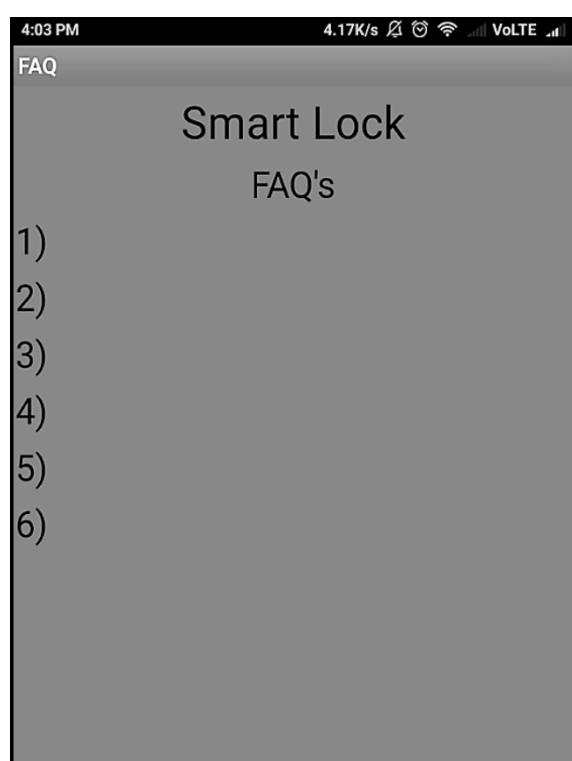 4:03 PM 4.17K/s VoLTE
FAQ
Smart Lock
FAQ's
1)
2)
3)
4)
5)
6)